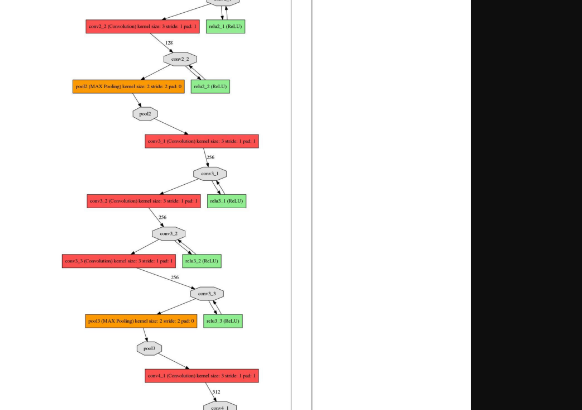 conv2_2 (Convolution) kernel size: 3 stride: 1 pad: 1
relu2_1 (ReLU)
128
conv2_2
pool2 (MAX Pooling) kernel size: 2 stride: 2 pad: 0
relu2_2 (ReLU)
pool2
conv3_1 (Convolution) kernel size: 3 stride: 1 pad: 1
256
conv3_1
conv3_2 (Convolution) kernel size: 3 stride: 1 pad: 1
relu3_1 (ReLU)
256
conv3_2
conv3_3 (Convolution) kernel size: 3 stride: 1 pad: 1
relu3_2 (ReLU)
256
conv3_3
pool3 (MAX Pooling) kernel size: 2 stride: 2 pad: 0
relu3_3 (ReLU)
pool3
conv4_1 (Convolution) kernel size: 3 stride: 1 pad: 1
512
conv4_1